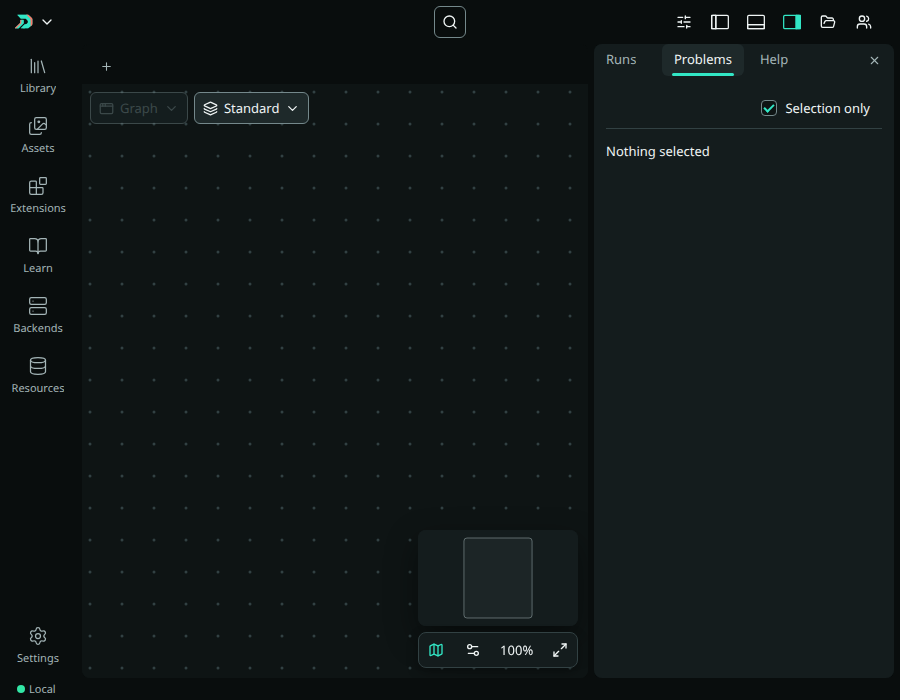 Library
Assets
Extensions
Learn
Backends
Resources
Settings
Local
Graph
Standard
100%
Runs
Problems
Help
Selection only
Nothing selected